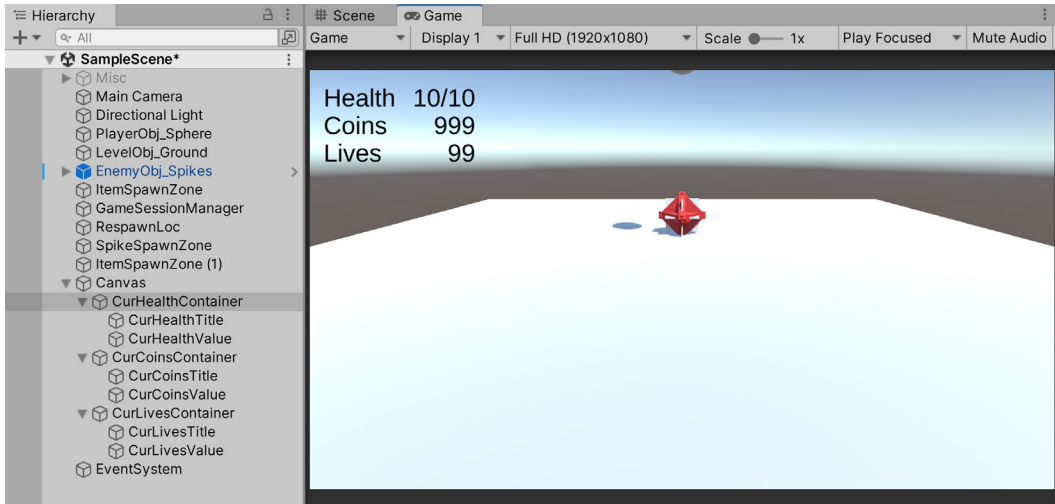 Hierarchy
All
SampleScene*
Misc
Main Camera
Directional Light
PlayerObj_Sphere
LevelObj_Ground
EnemyObj_Spikes
ItemSpawnZone
GameSessionManager
RespawnLoc
SpikeSpawnZone
ItemSpawnZone (1)
Canvas
CurHealthContainer
CurHealthTitle
CurHealthValue
CurCoinsContainer
CurCoinsTitle
CurCoinsValue
CurLivesContainer
CurLivesTitle
CurLivesValue
EventSystem
Scene Game
Game Display 1 Full HD (1920x1080) Scale 1x Play Focused Mute Audio
Health 10/10
Coins 999
Lives 99